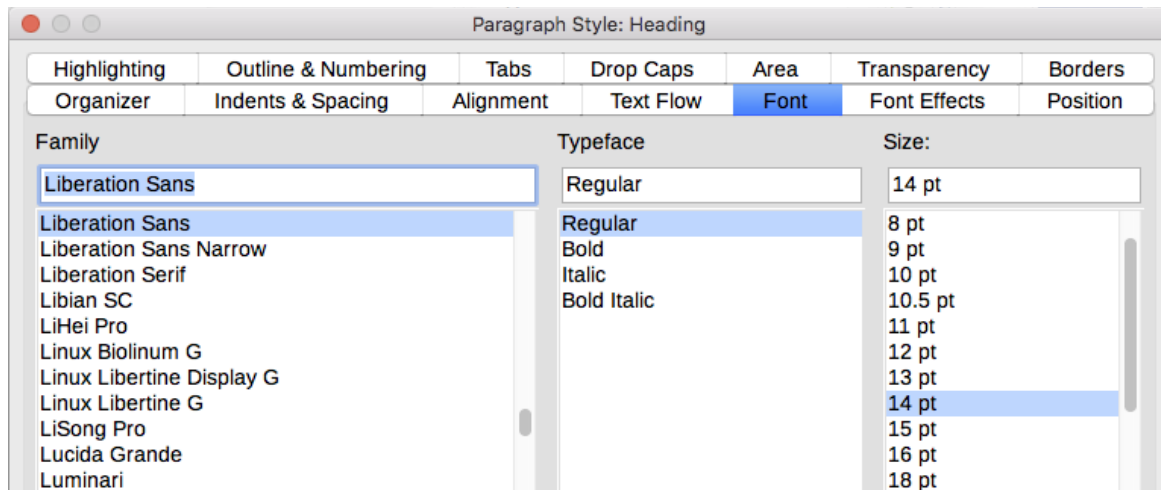 Paragraph Style: Heading
Highlighting Outline & Numbering Tabs Drop Caps Area Transparency Borders
Organizer Indents & Spacing Alignment Text Flow Font Font Effects Position
Family Typeface Size:
Liberation Sans Regular 14 pt
Liberation Sans Regular 8 pt
Liberation Sans Narrow Bold 9 pt
Liberation Serif Italic 10 pt
Libian SC Bold Italic 10.5 pt
LiHei Pro 11 pt
Linux Biolinum G 12 pt
Linux Libertine Display G 13 pt
Linux Libertine G 14 pt
LiSong Pro 15 pt
Lucida Grande 16 pt
Luminari 18 pt